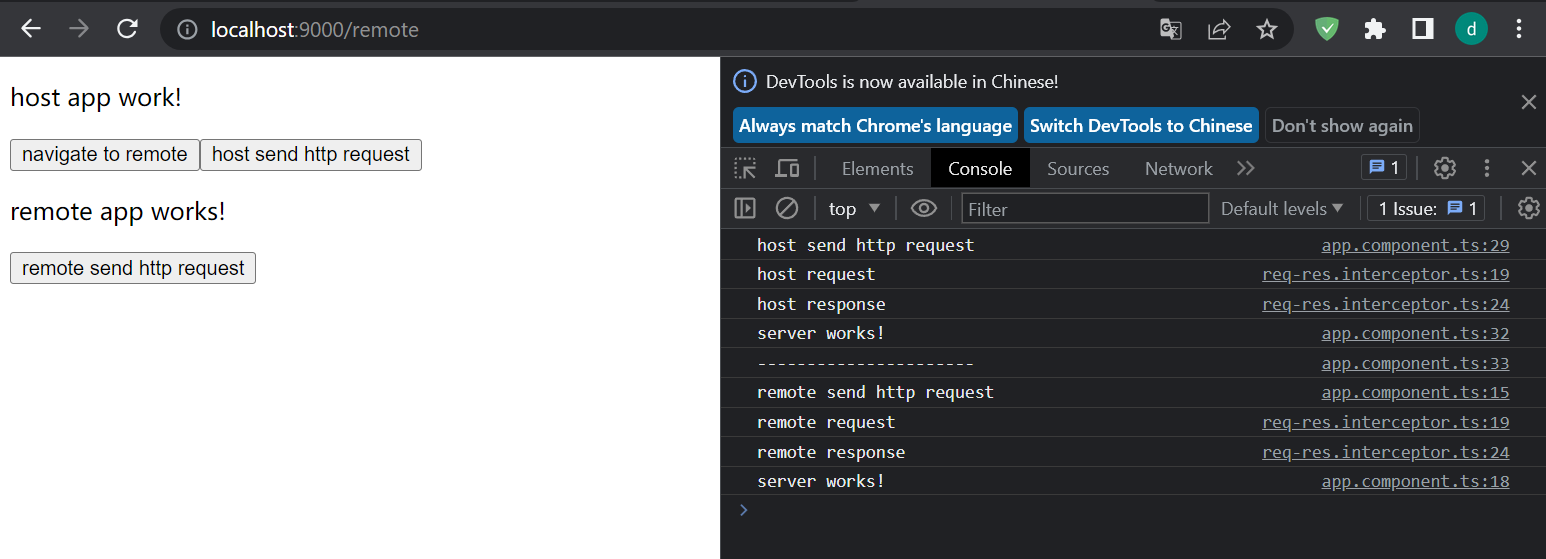 localhost:9000/remote
d
host app work!
navigate to remote host send http request
remote app works!
remote send http request
DevTools is now available in Chinese!
Always match Chrome's language Switch DevTools to Chinese Don't show again
Elements Console Sources Network 1
top Filter Default levels 1 Issue: 1
host send http request app.component.ts:29
host request req-res.interceptor.ts:19
host response req-res.interceptor.ts:24
server works! app.component.ts:32
---------------------- app.component.ts:33
remote send http request app.component.ts:15
remote request req-res.interceptor.ts:19
remote response req-res.interceptor.ts:24
server works! app.component.ts:18